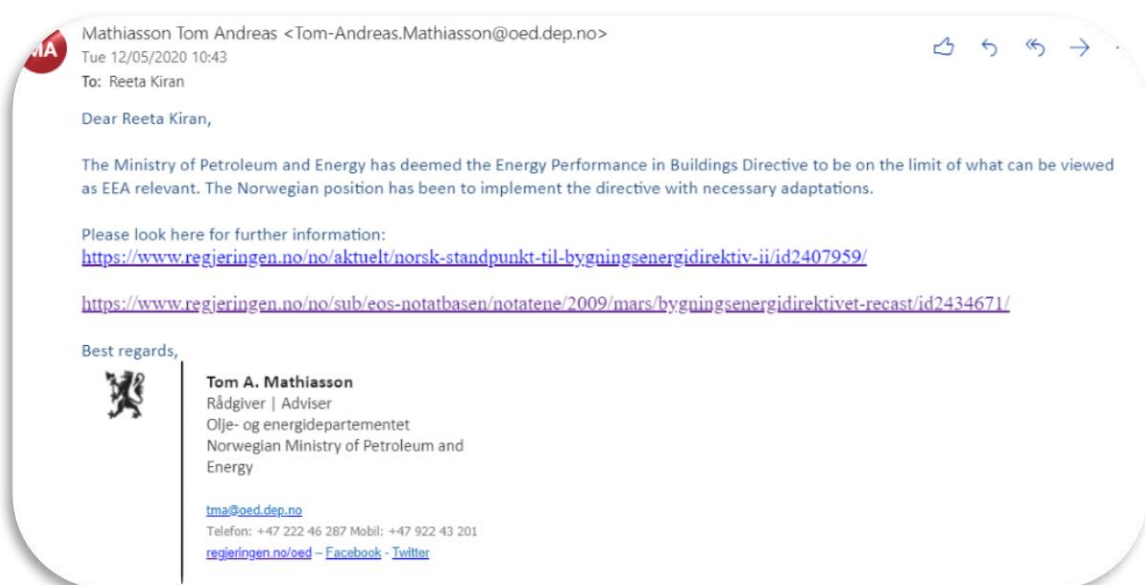 MA
Mathiasson Tom Andreas <Tom-Andreas.Mathiasson@oed.dep.no>
Tue 12/05/2020 10:43
To: Reeta Kiran
Dear Reeta Kiran,
The Ministry of Petroleum and Energy has deemed the Energy Performance in Buildings Directive to be on the limit of what can be viewed
as EEA relevant. The Norwegian position has been to implement the directive with necessary adaptations.
Please look here for further information:
https://www.regjeringen.no/no/aktuelt/norsk-standpunkt-til-bygningsenergidirektiv-ii/id2407959/
https://www.regjeringen.no/no/sub/eos-notatbasen/notatene/2009/mars/bygningsenergidirektivet-recast/id2434671/
Best regards,
Tom A. Mathiasson
Rådgiver | Adviser
Olje- og energidepartementet
Norwegian Ministry of Petroleum and
Energy
tma@oed.dep.no
Telefon: +47 222 46 287 Mobil: +47 922 43 201
regjeringen.no/oed – Facebook - Twitter